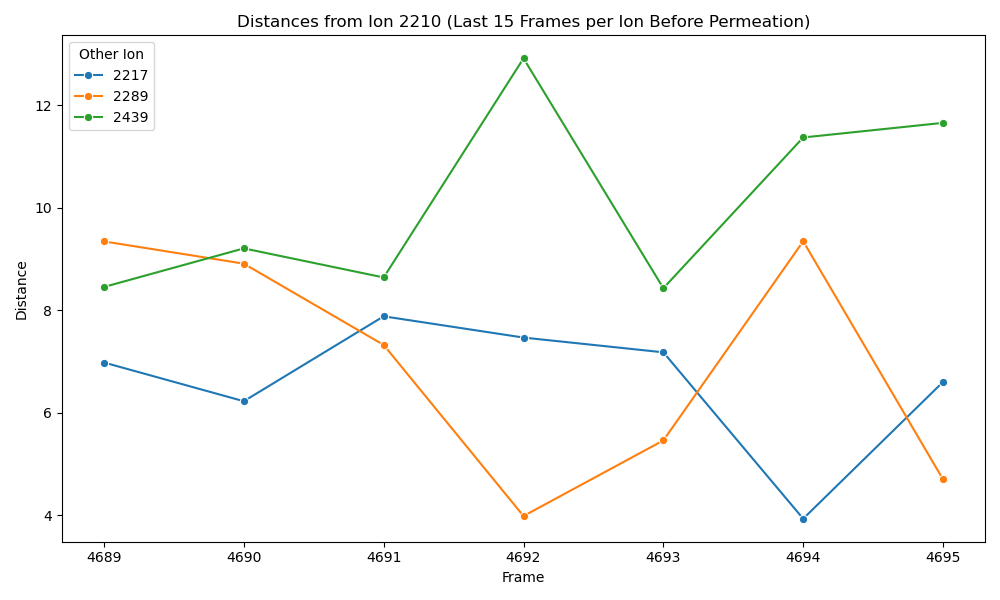 Distances from Ion 2210 (Last 15 Frames per Ion Before Permeation)
Other Ion
2217
2289
2439
12
10
8
6
4
Distance
4689 4690 4691 4692 4693 4694 4695
Frame